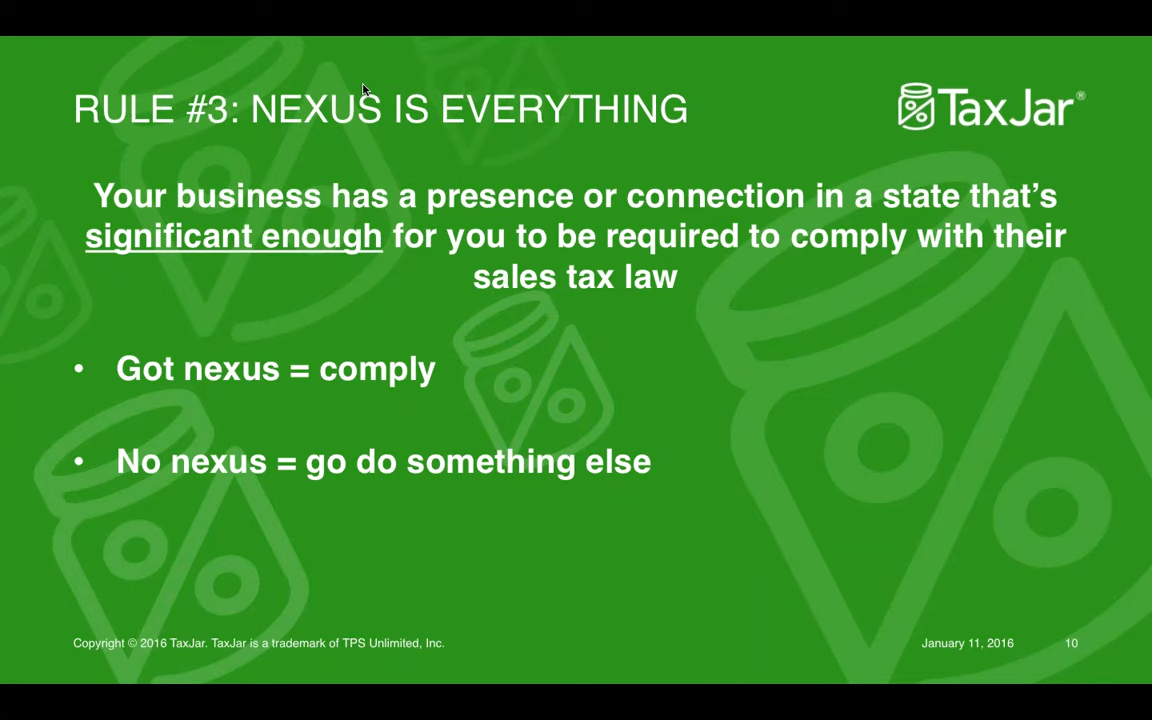 RULE #3: NEXUS IS EVERYTHING
TaxJar®
Your business has a presence or connection in a state that’s
significant enough for you to be required to comply with their
sales tax law
• Got nexus = comply
• No nexus = go do something else
Copyright © 2016 TaxJar. TaxJar is a trademark of TPS Unlimited, Inc.
January 11, 2016
10